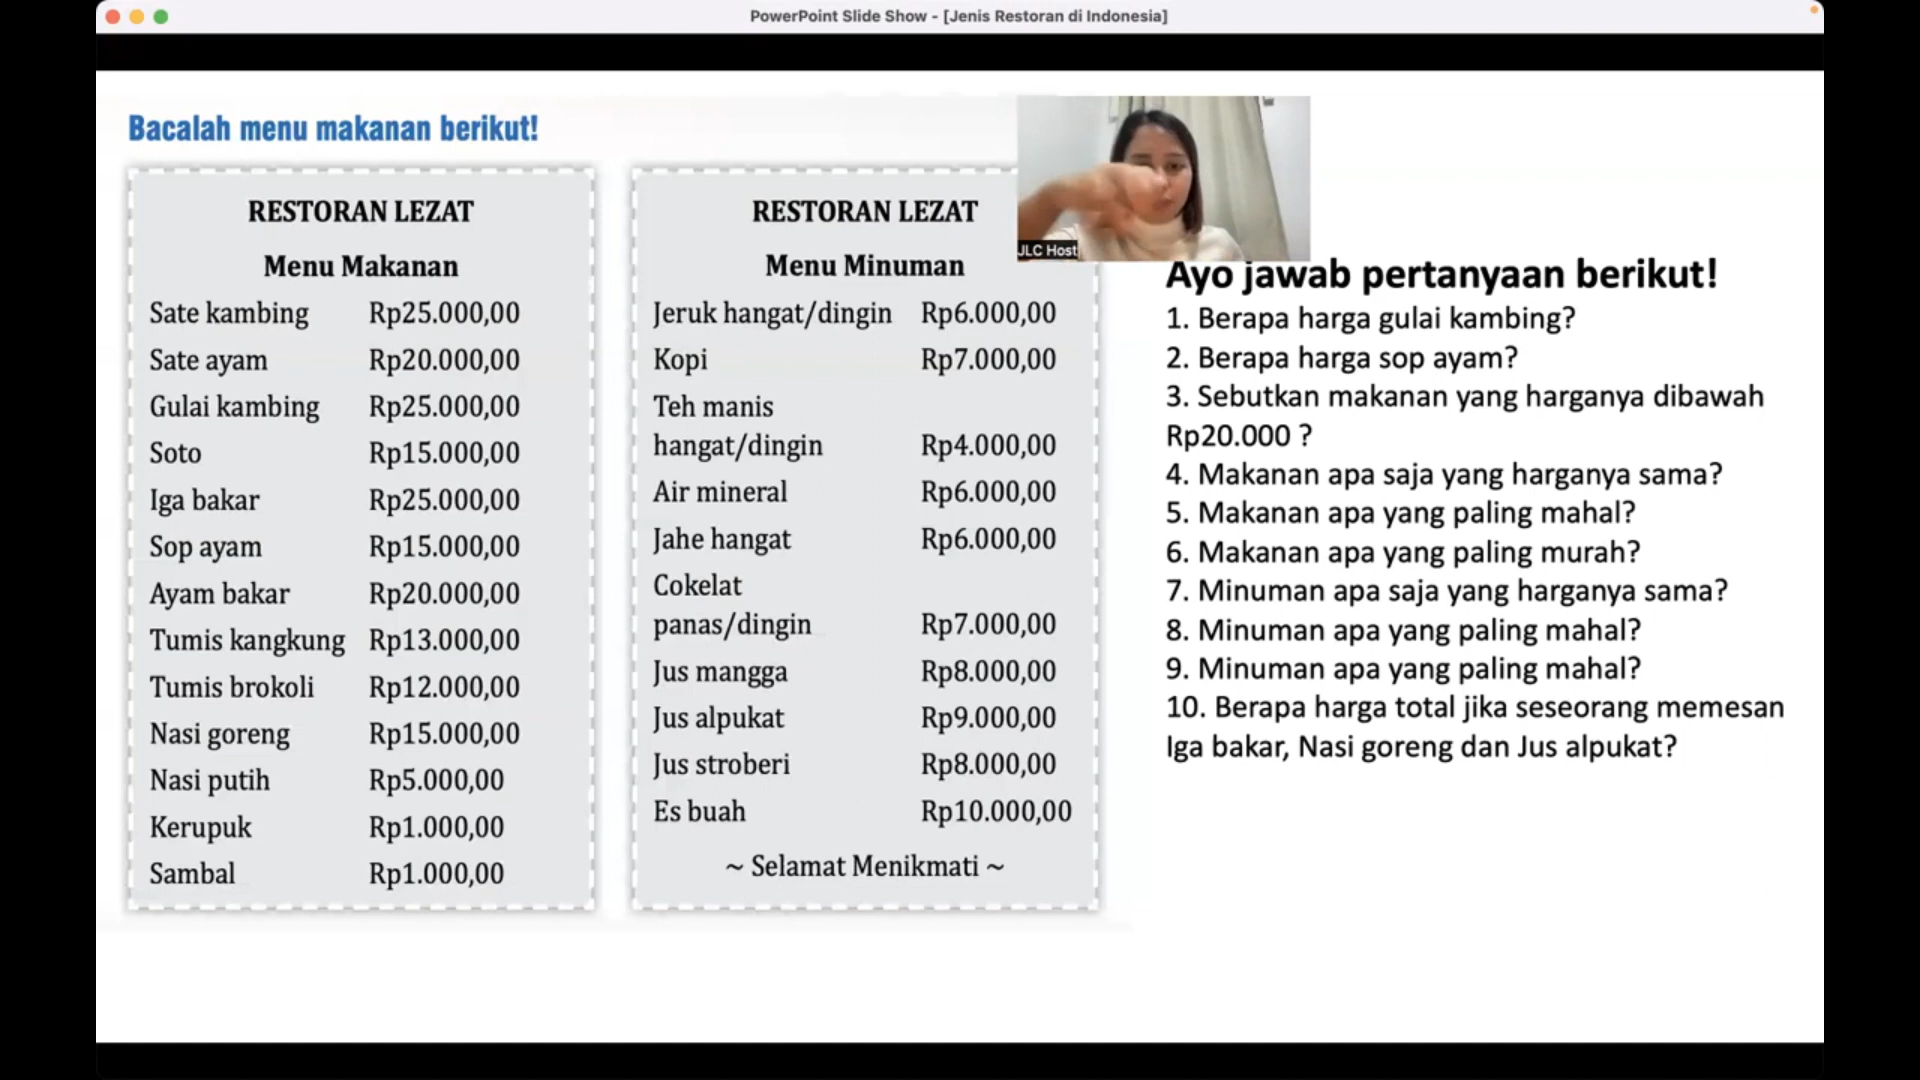 PowerPoint Slide Show - [Jenis Restoran di Indonesia]
Bacalah menu makanan berikut!
RESTORAN LEZAT
Menu Makanan
Sate kambing Rp25.000,00
Sate ayam Rp20.000,00
Gulai kambing Rp25.000,00
Soto Rp15.000,00
Iga bakar Rp25.000,00
Sop ayam Rp15.000,00
Ayam bakar Rp20.000,00
Tumis kangkung Rp13.000,00
Tumis brokoli Rp12.000,00
Nasi goreng Rp15.000,00
Nasi putih Rp5.000,00
Kerupuk Rp1.000,00
Sambal Rp1.000,00
RESTORAN LEZAT
Menu Minuman
Jeruk hangat/dingin Rp6.000,00
Kopi Rp7.000,00
Teh manis
hangat/dingin Rp4.000,00
Air mineral Rp6.000,00
Jahe hangat Rp6.000,00
Cokelat
panas/dingin Rp7.000,00
Jus mangga Rp8.000,00
Jus alpukat Rp9.000,00
Jus stroberi Rp8.000,00
Es buah Rp10.000,00
~ Selamat Menikmati ~
JLC Host
Ayo jawab pertanyaan berikut!
1. Berapa harga gulai kambing?
2. Berapa harga sop ayam?
3. Sebutkan makanan yang harganya dibawah
Rp20.000 ?
4. Makanan apa saja yang harganya sama?
5. Makanan apa yang paling mahal?
6. Makanan apa yang paling murah?
7. Minuman apa saja yang harganya sama?
8. Minuman apa yang paling mahal?
9. Minuman apa yang paling mahal?
10. Berapa harga total jika seseorang memesan
Iga bakar, Nasi goreng dan Jus alpukat?